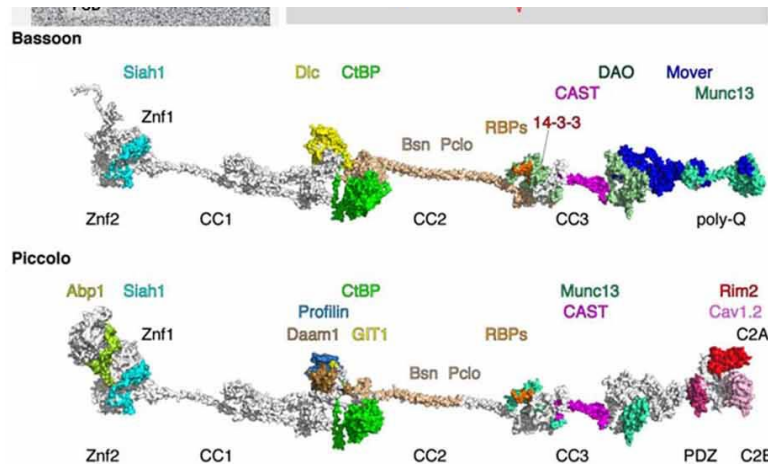 Bassoon
Siah1 Dlc CtBP DAO Mover
CAST Munc13
Znf1 RBPs 14-3-3
Bsn Pclo
Znf2 CC1 CC2 CC3 poly-Q
Piccolo
Abp1 Siah1 CtBP Munc13 Rim2
Profilin CAST Cav1.2
Znf1 Daam1 GIT1 RBPs C2A
Bsn Pclo
Znf2 CC1 CC2 CC3 PDZ